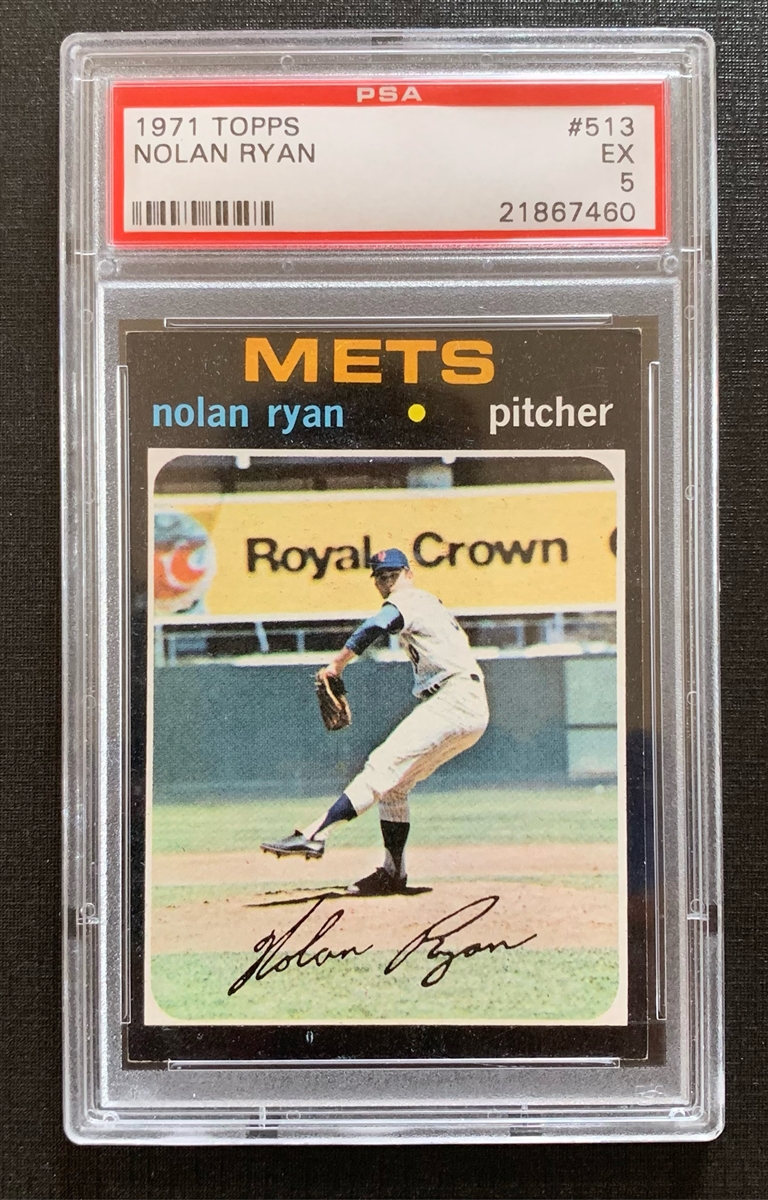 PSA
1971 TOPPS #513
NOLAN RYAN EX
5
21867460
METS
nolan ryan pitcher
Royal Crown
Nolan Ryan